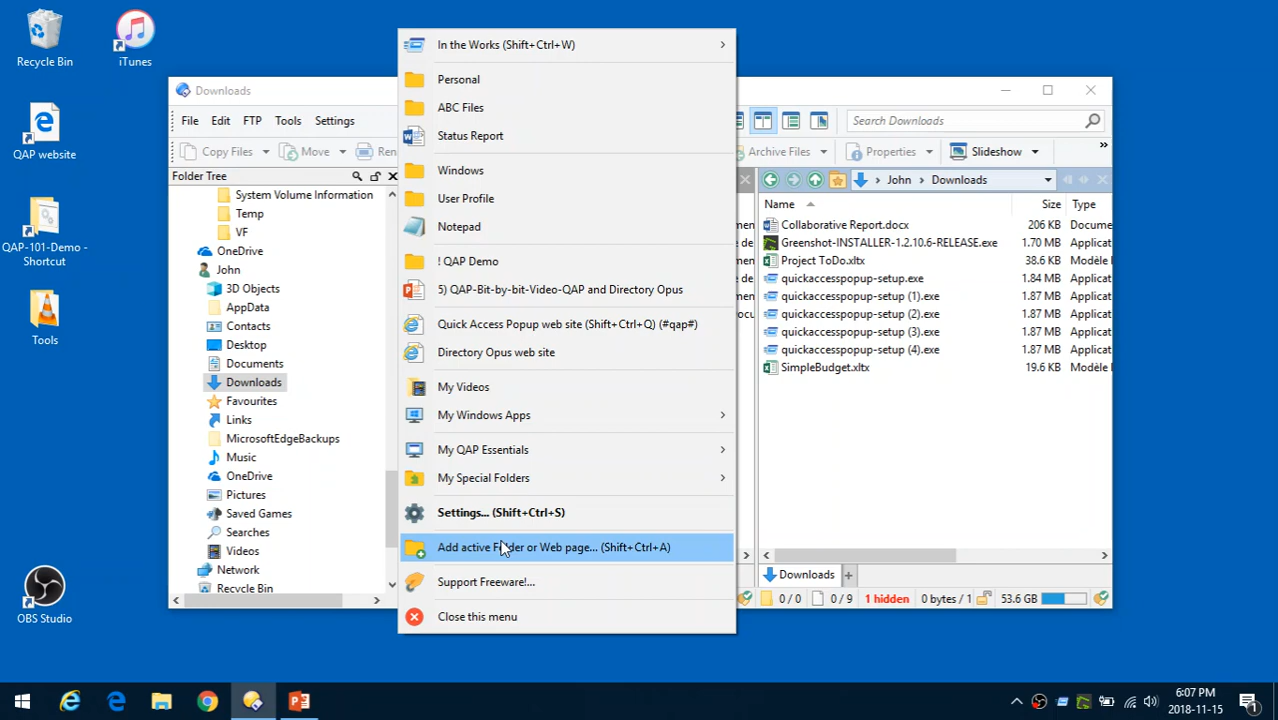 Recycle Bin
iTunes
QAP website
QAP-101-Demo -
Shortcut
Tools
OBS Studio
Downloads
File Edit FTP Tools Settings
Copy Files Move Ren
Folder Tree
System Volume Information
Temp
VF
OneDrive
John
3D Objects
AppData
Contacts
Desktop
Documents
Downloads
Favourites
Links
MicrosoftEdgeBackups
Music
OneDrive
Pictures
Saved Games
Searches
Videos
Network
Recycle Bin
In the Works (Shift+Ctrl+W)
Personal
ABC Files
Status Report
Windows
User Profile
Notepad
! QAP Demo
5) QAP-Bit-by-bit-Video-QAP and Directory Opus
Quick Access Popup web site (Shift+Ctrl+Q) (#qap#)
Directory Opus web site
My Videos
My Windows Apps
My QAP Essentials
My Special Folders
Settings... (Shift+Ctrl+S)
Add active Folder or Web page... (Shift+Ctrl+A)
Support Freeware!...
Close this menu
Search Downloads
Archive Files Properties Slideshow
John Downloads
Name Size Type
Collaborative Report.docx 206 KB Docume
Greenshot-INSTALLER-1.2.10.6-RELEASE.exe 1.70 MB Applicat
Project ToDo.xltx 38.6 KB Modèle
quickaccesspopup-setup.exe 1.84 MB Applicat
quickaccesspopup-setup (1).exe 1.87 MB Applicat
quickaccesspopup-setup (2).exe 1.87 MB Applicat
quickaccesspopup-setup (3).exe 1.87 MB Applicat
quickaccesspopup-setup (4).exe 1.87 MB Applicat
SimpleBudget.xltx 19.6 KB Modèle
Downloads
0 / 0 0 / 9 1 hidden 0 bytes / 1 53.6 GB
6:07 PM
2018-11-15
1